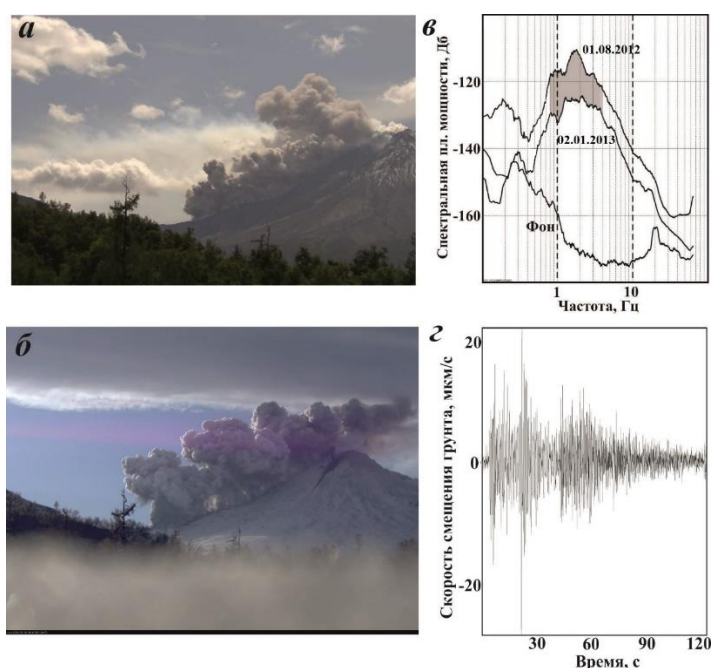 а
б
в
Спектральная пл. мощности, Дб
-120
-140
-160
01.08.2012
02.01.2013
Фон
1
10
Частота, Гц
г
Скорость смещения грунта, мкм/с
20
0
-20
30
60
90
120
Время, с